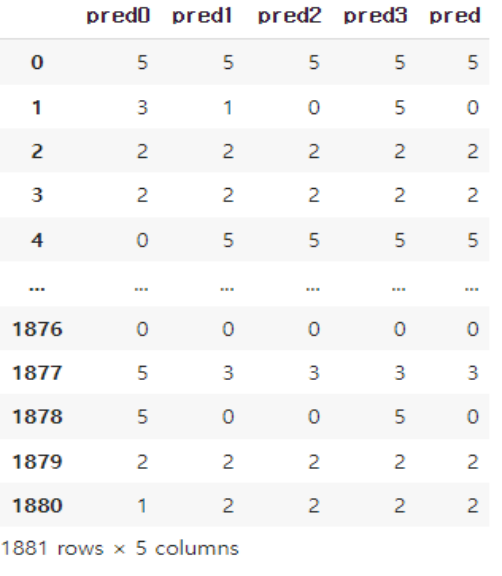 pred0 pred1 pred2 pred3 pred
0 5 5 5 5 5
1 3 1 0 5 0
2 2 2 2 2 2
3 2 2 2 2 2
4 0 5 5 5 5
... ... ... ... ... ...
1876 0 0 0 0 0
1877 5 3 3 3 3
1878 5 0 0 5 0
1879 2 2 2 2 2
1880 1 2 2 2 2
1881 rows × 5 columns